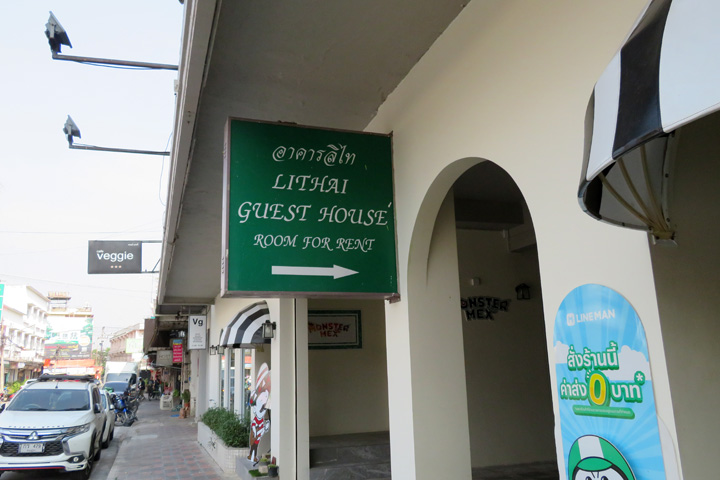 อาคารลิไท
LITHAI
GUEST HOUSE
ROOM FOR RENT
veggie
Vg
MONSTER
MEX
MONSTER
MEX
LINE MAN
สั่งร้านนี้
ค่าส่ง 0 บาท*